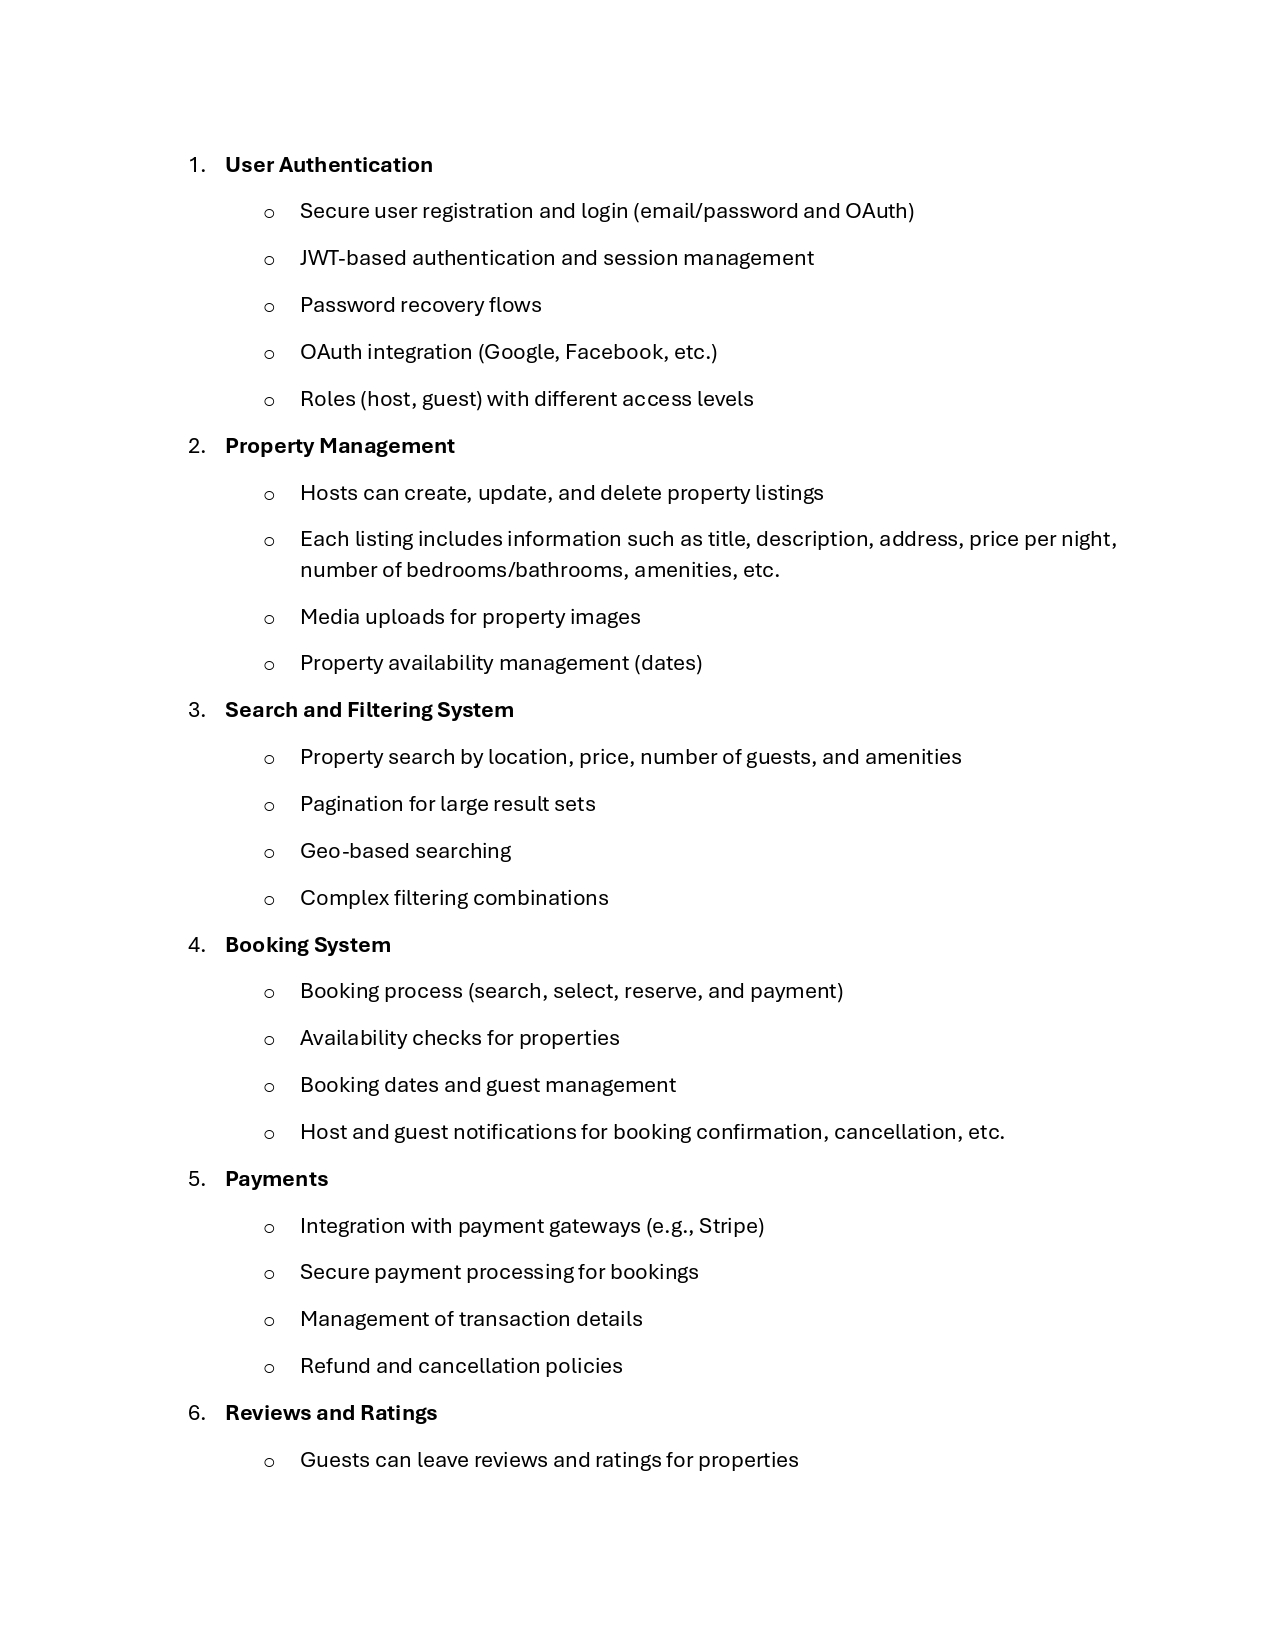 1. User Authentication
o Secure user registration and login (email/password and OAuth)
o JWT-based authentication and session management
o Password recovery flows
o OAuth integration (Google, Facebook, etc.)
o Roles (host, guest) with different access levels
2. Property Management
o Hosts can create, update, and delete property listings
o Each listing includes information such as title, description, address, price per night,
number of bedrooms/bathrooms, amenities, etc.
o Media uploads for property images
o Property availability management (dates)
3. Search and Filtering System
o Property search by location, price, number of guests, and amenities
o Pagination for large result sets
o Geo-based searching
o Complex filtering combinations
4. Booking System
o Booking process (search, select, reserve, and payment)
o Availability checks for properties
o Booking dates and guest management
o Host and guest notifications for booking confirmation, cancellation, etc.
5. Payments
o Integration with payment gateways (e.g., Stripe)
o Secure payment processing for bookings
o Management of transaction details
o Refund and cancellation policies
6. Reviews and Ratings
o Guests can leave reviews and ratings for properties